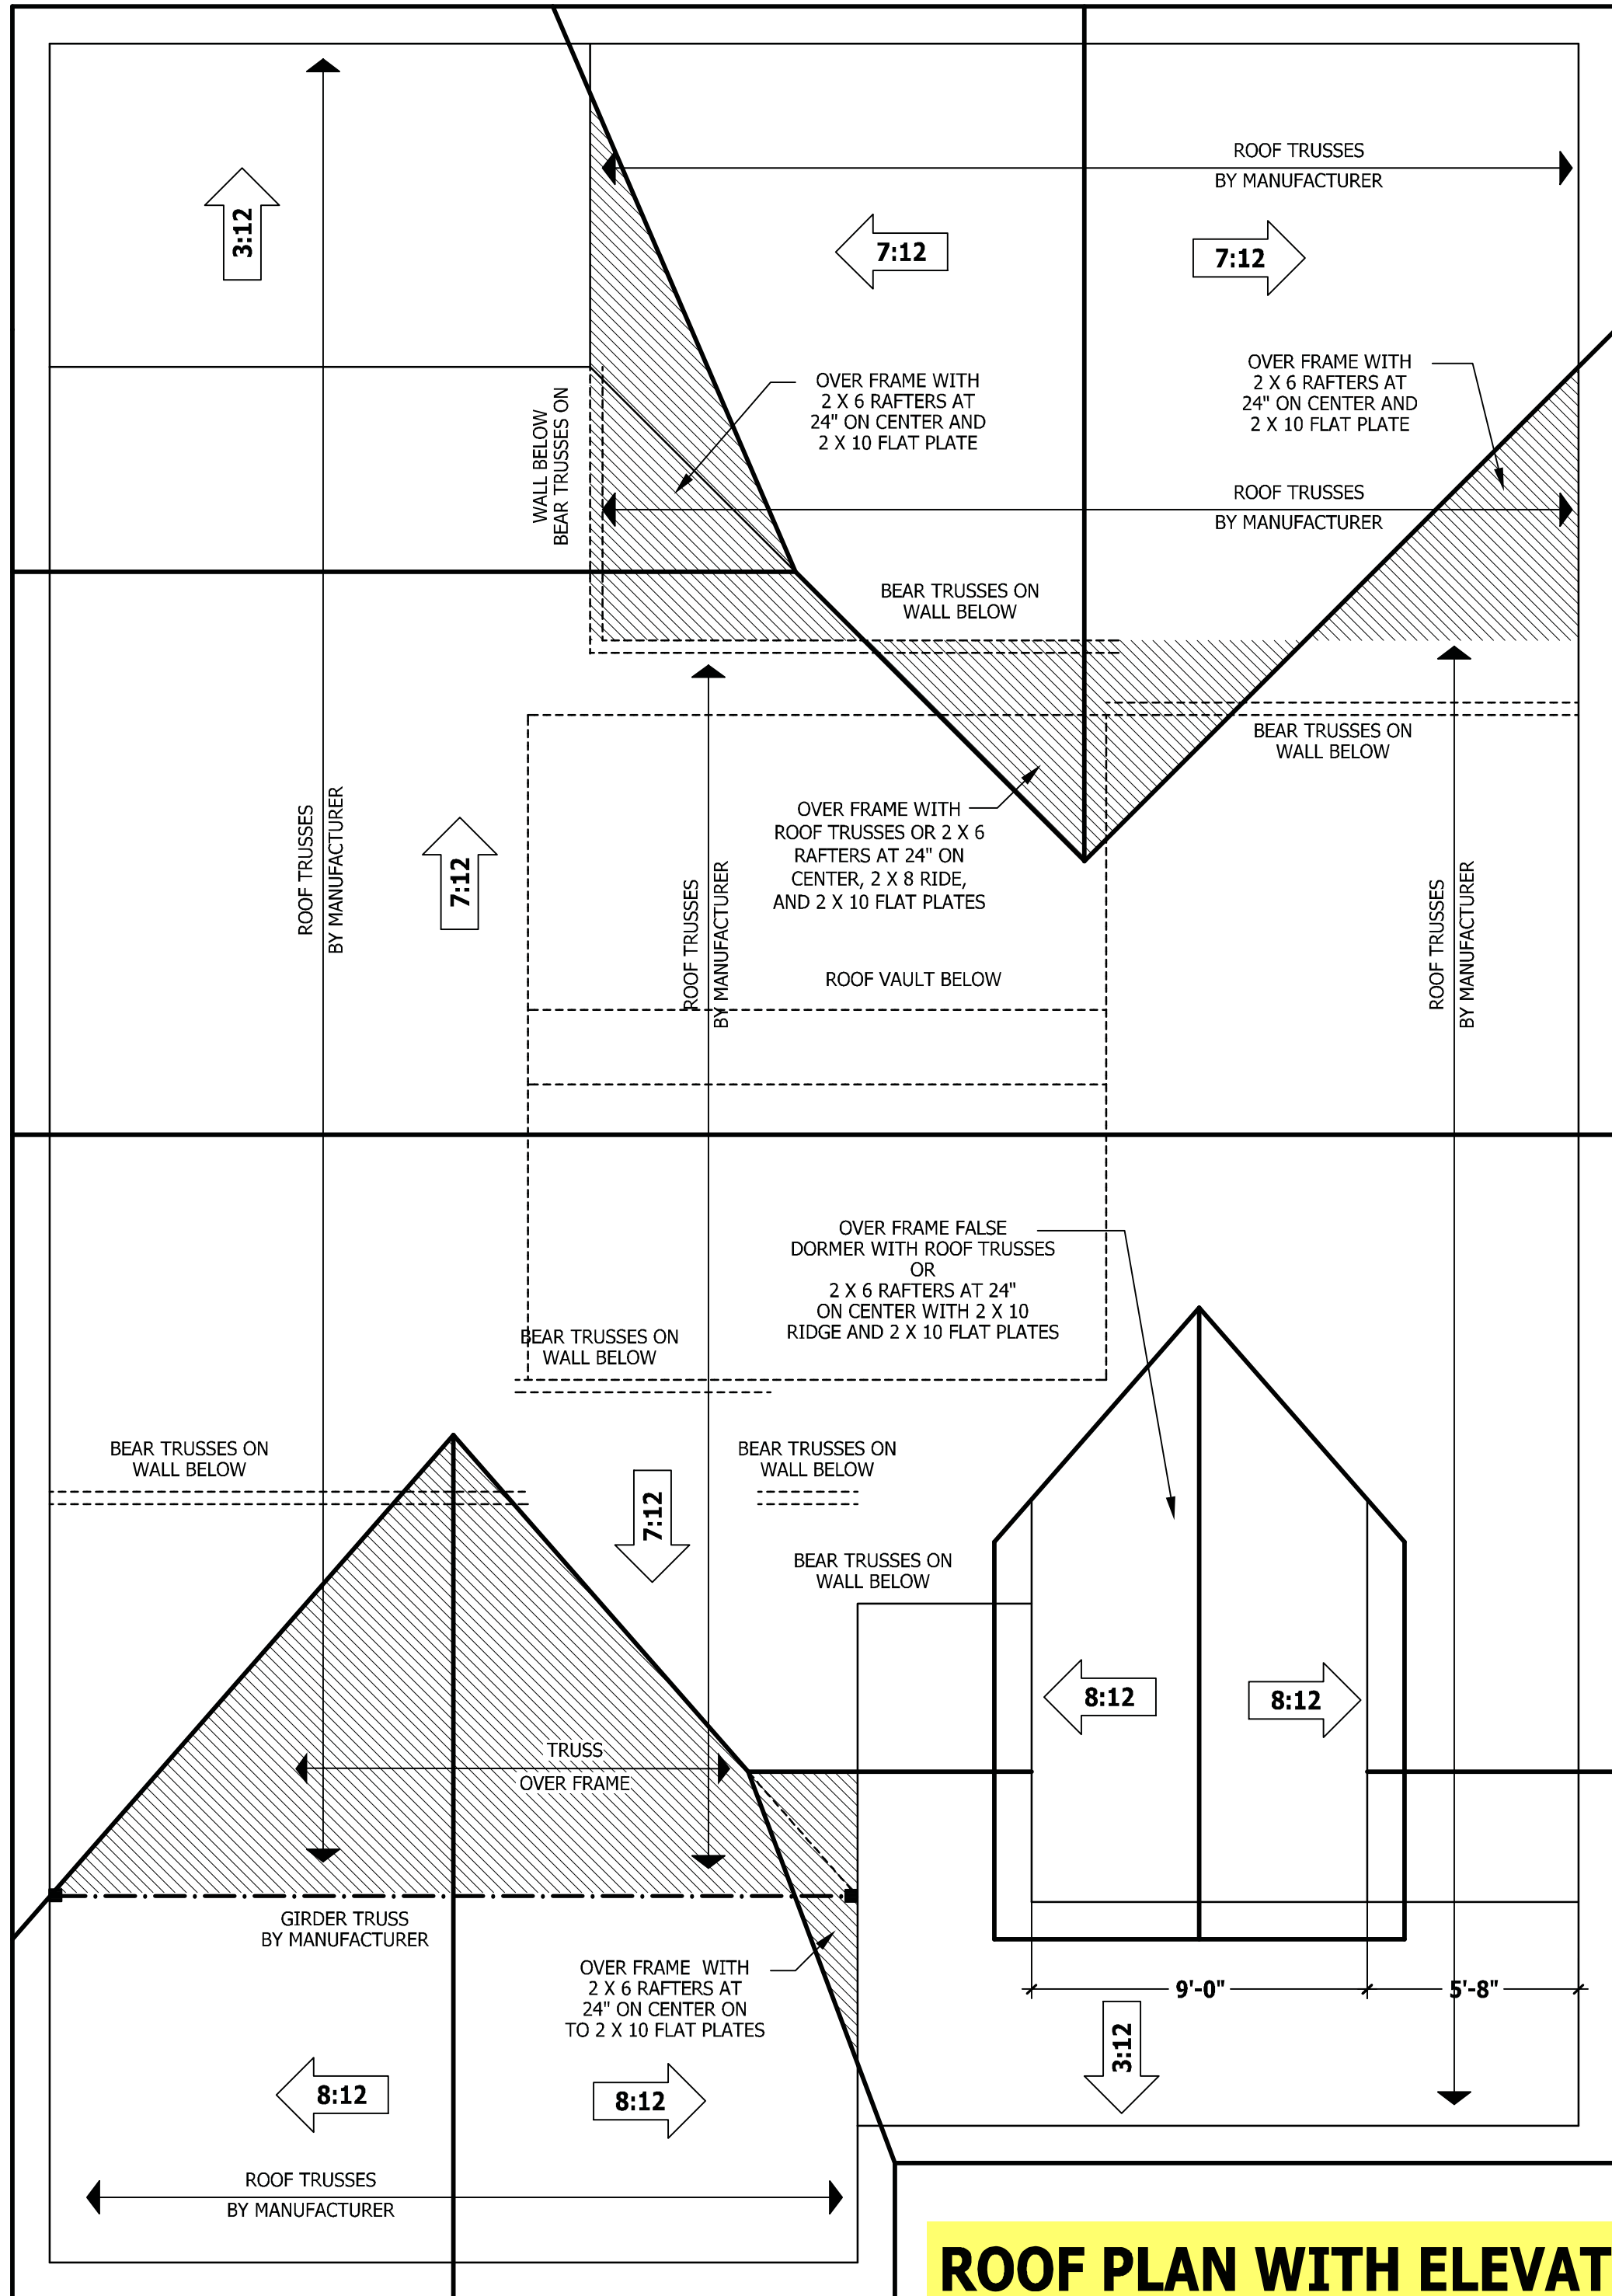 ROOF TRUSSES
BY MANUFACTURER
3:12
7:12
7:12
OVER FRAME WITH
2 X 6 RAFTERS AT
24" ON CENTER AND
2 X 10 FLAT PLATE
OVER FRAME WITH
2 X 6 RAFTERS AT
24" ON CENTER AND
2 X 10 FLAT PLATE
WALL BELOW
BEAR TRUSSES ON
ROOF TRUSSES
BY MANUFACTURER
BEAR TRUSSES ON
WALL BELOW
BEAR TRUSSES ON
WALL BELOW
ROOF TRUSSES
BY MANUFACTURER
7:12
ROOF TRUSSES
BY MANUFACTURER
OVER FRAME WITH
ROOF TRUSSES OR 2 X 6
RAFTERS AT 24" ON
CENTER, 2 X 8 RIDE,
AND 2 X 10 FLAT PLATES
ROOF TRUSSES
BY MANUFACTURER
ROOF VAULT BELOW
OVER FRAME FALSE
DORMER WITH ROOF TRUSSES
OR
2 X 6 RAFTERS AT 24"
ON CENTER WITH 2 X 10
RIDGE AND 2 X 10 FLAT PLATES
BEAR TRUSSES ON
WALL BELOW
BEAR TRUSSES ON
WALL BELOW
BEAR TRUSSES ON
WALL BELOW
7:12
BEAR TRUSSES ON
WALL BELOW
8:12
8:12
TRUSS
OVER FRAME
GIRDER TRUSS
BY MANUFACTURER
OVER FRAME WITH
2 X 6 RAFTERS AT
24" ON CENTER ON
TO 2 X 10 FLAT PLATES
9'-0"
5'-8"
3:12
8:12
8:12
ROOF TRUSSES
BY MANUFACTURER
ROOF PLAN WITH ELEVAT